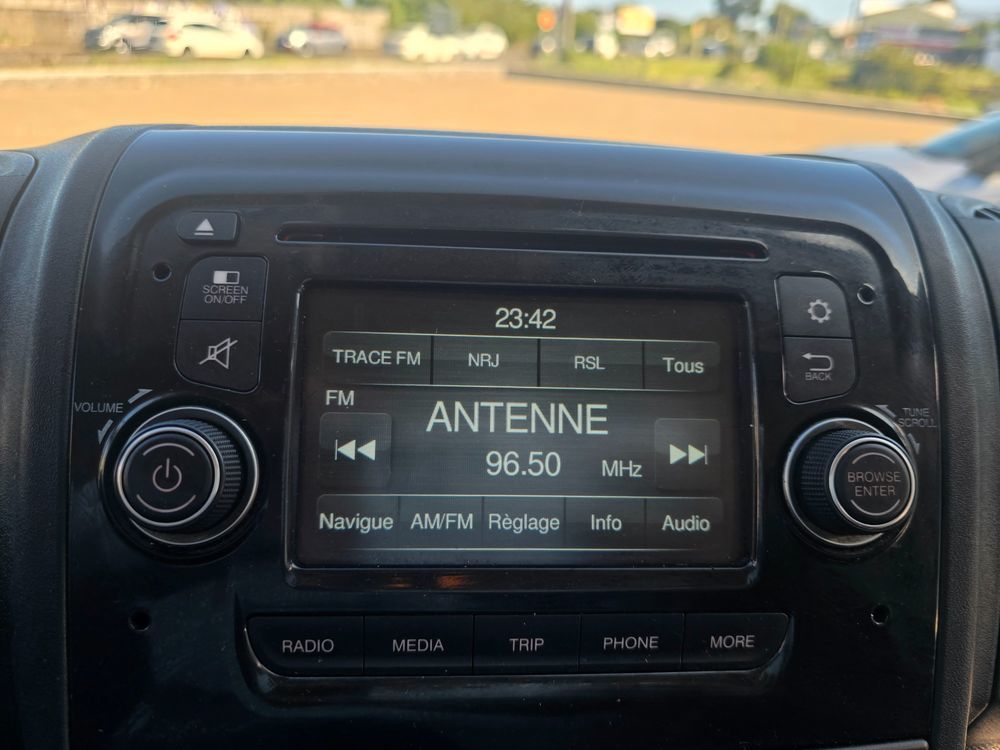 SCREEN
ON/OFF
VOLUME
23:42
TRACE FM NRJ RSL Tous
FM
ANTENNE
96.50 MHz
Navigue AM/FM Règlage Info Audio
BACK
TUNE
SCROLL
BROWSE
ENTER
RADIO MEDIA TRIP PHONE MORE